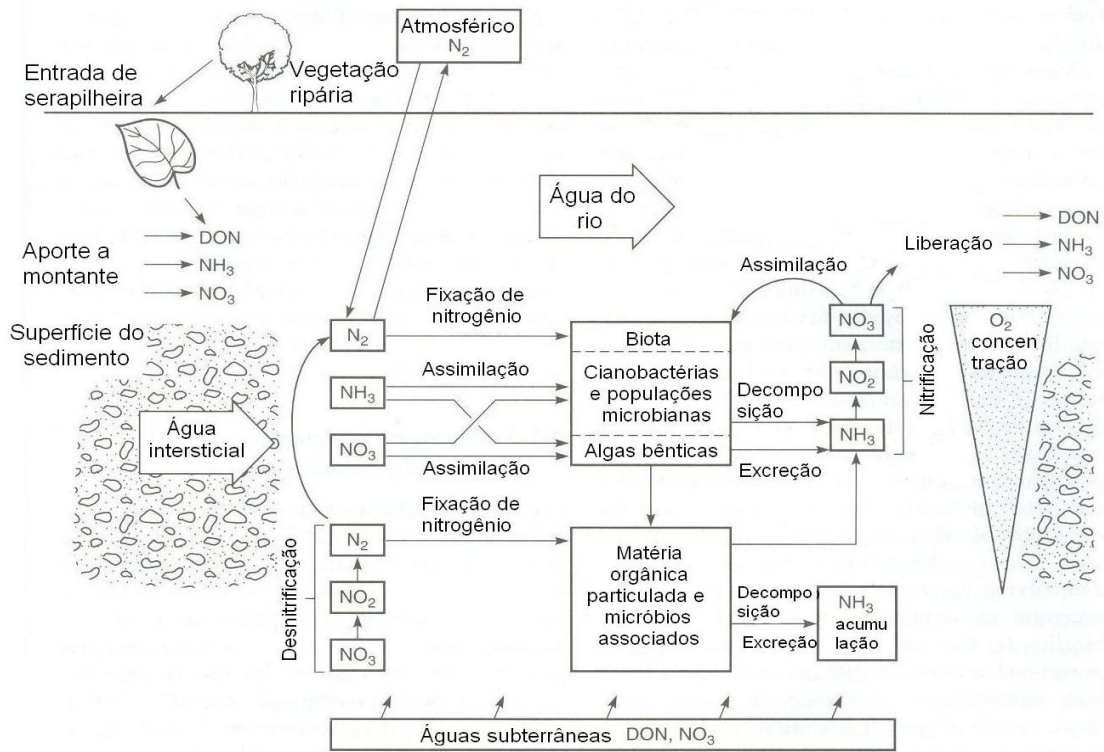 Atmosférico
N2
Entrada de
serapilheira
Vegetação
ripária
Água do
rio
Aporte a
montante
DON
NH3
NO3
Liberação
DON
NH3
NO3
Assimilação
Superfície do
sedimento
Água
intersticial
N2
Fixação de
nitrogênio
NH3
Assimilação
NO3
Assimilação
Biota
Cianobactérias
e populações
microbianas
Algas bênticas
Decompo
sição
Excreção
NO3
NO2
NH3
Nitrificação
O2
concen
tração
Desnitrificação
N2
NO2
NO3
Fixação de
nitrogênio
Matéria
orgânica
particulada e
micróbios
associados
Decompo
sição
Excreção
NH3
acumu
lação
Águas subterrâneas DON, NO3